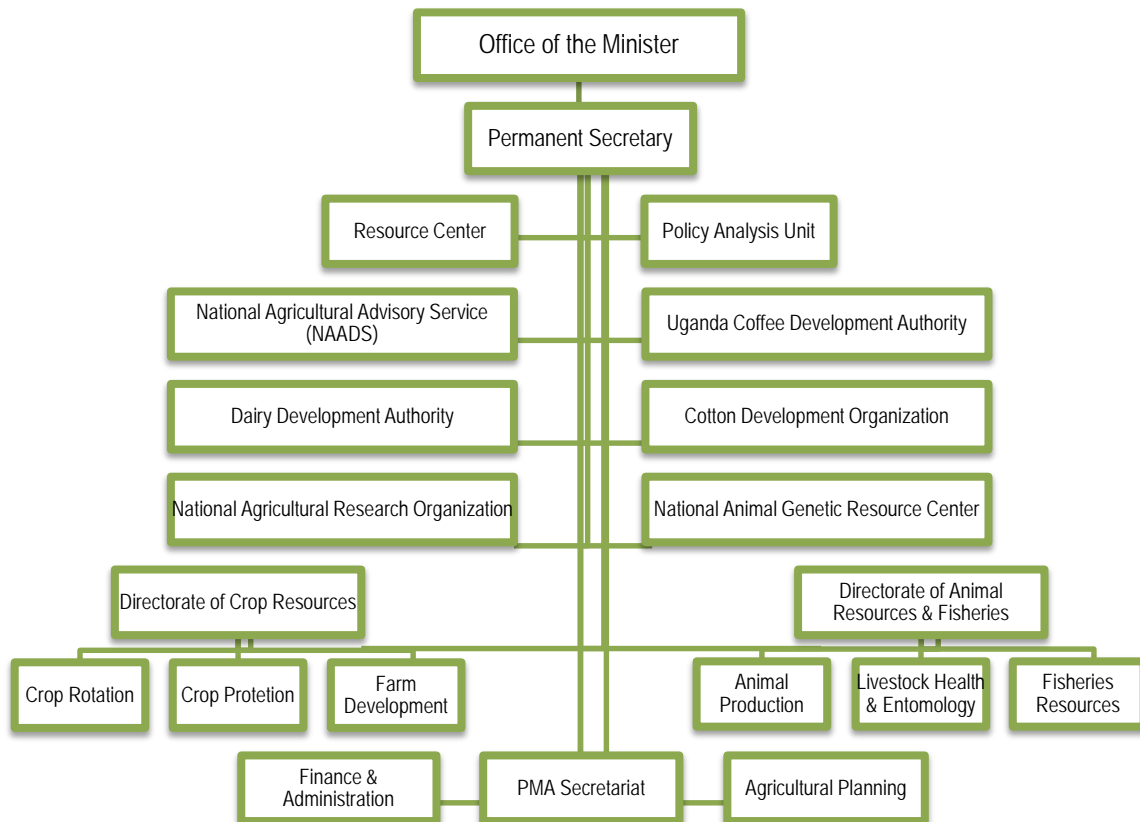 Office of the Minister
Permanent Secretary
Resource Center
Policy Analysis Unit
National Agricultural Advisory Service
(NAADS)
Uganda Coffee Development Authority
Dairy Development Authority
Cotton Development Organization
National Agricultural Research Organization
National Animal Genetic Resource Center
Directorate of Crop Resources
Directorate of Animal
Resources & Fisheries
Crop Rotation
Crop Protetion
Farm
Development
Animal
Production
Livestock Health
& Entomology
Fisheries
Resources
Finance &
Administration
PMA Secretariat
Agricultural Planning